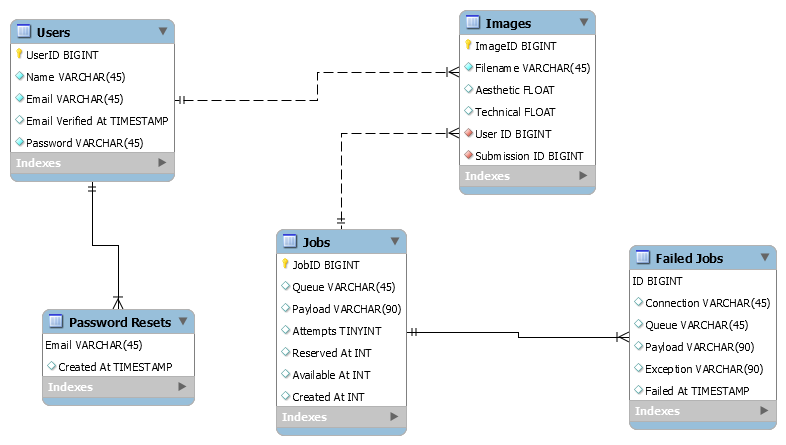 Users
UserID BIGINT
Name VARCHAR(45)
Email VARCHAR(45)
Email Verified At TIMESTAMP
Password VARCHAR(45)
Indexes
Images
ImageID BIGINT
Filename VARCHAR(45)
Aesthetic FLOAT
Technical FLOAT
User ID BIGINT
Submission ID BIGINT
Indexes
Password Resets
Email VARCHAR(45)
Created At TIMESTAMP
Indexes
Jobs
JobID BIGINT
Queue VARCHAR(45)
Payload VARCHAR(90)
Attempts TINYINT
Reserved At INT
Available At INT
Created At INT
Indexes
Failed Jobs
ID BIGINT
Connection VARCHAR(45)
Queue VARCHAR(45)
Payload VARCHAR(90)
Exception VARCHAR(90)
Failed At TIMESTAMP
Indexes